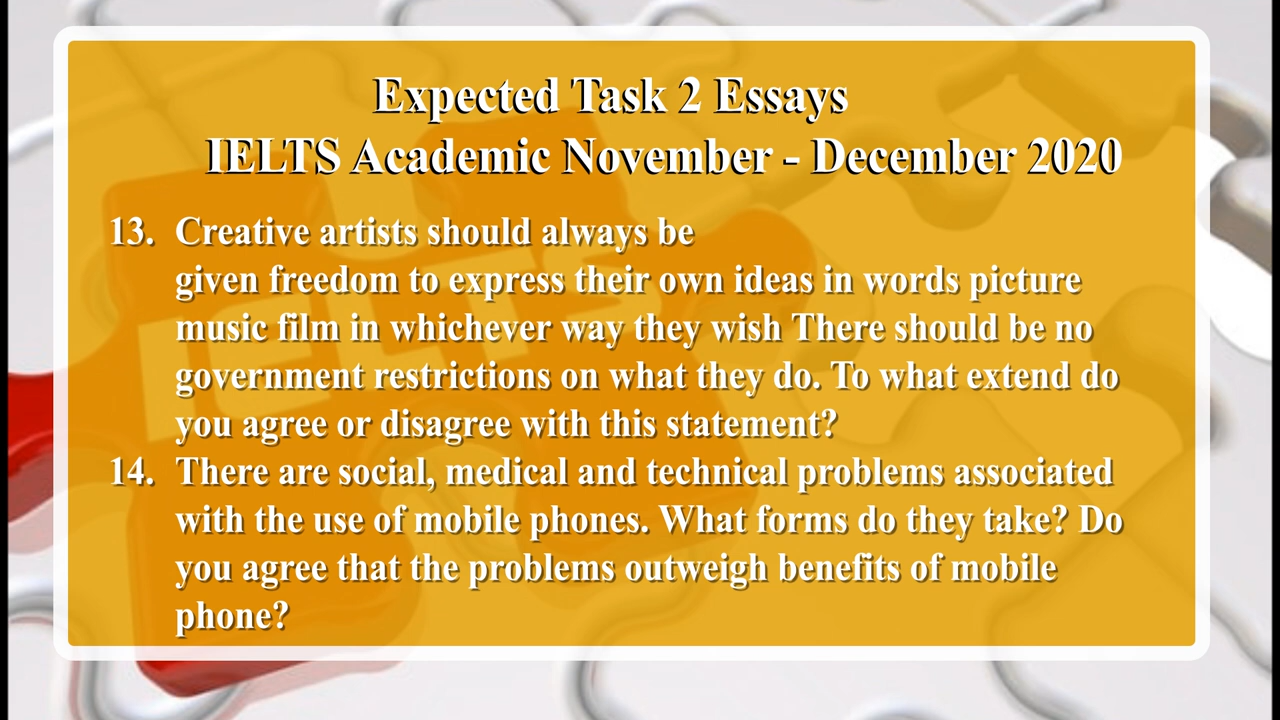 Expected Task 2 Essays
IELTS Academic November - December 2020
13. Creative artists should always be
given freedom to express their own ideas in words picture
music film in whichever way they wish There should be no
government restrictions on what they do. To what extend do
you agree or disagree with this statement?
14. There are social, medical and technical problems associated
with the use of mobile phones. What forms do they take? Do
you agree that the problems outweigh benefits of mobile
phone?
IELTS